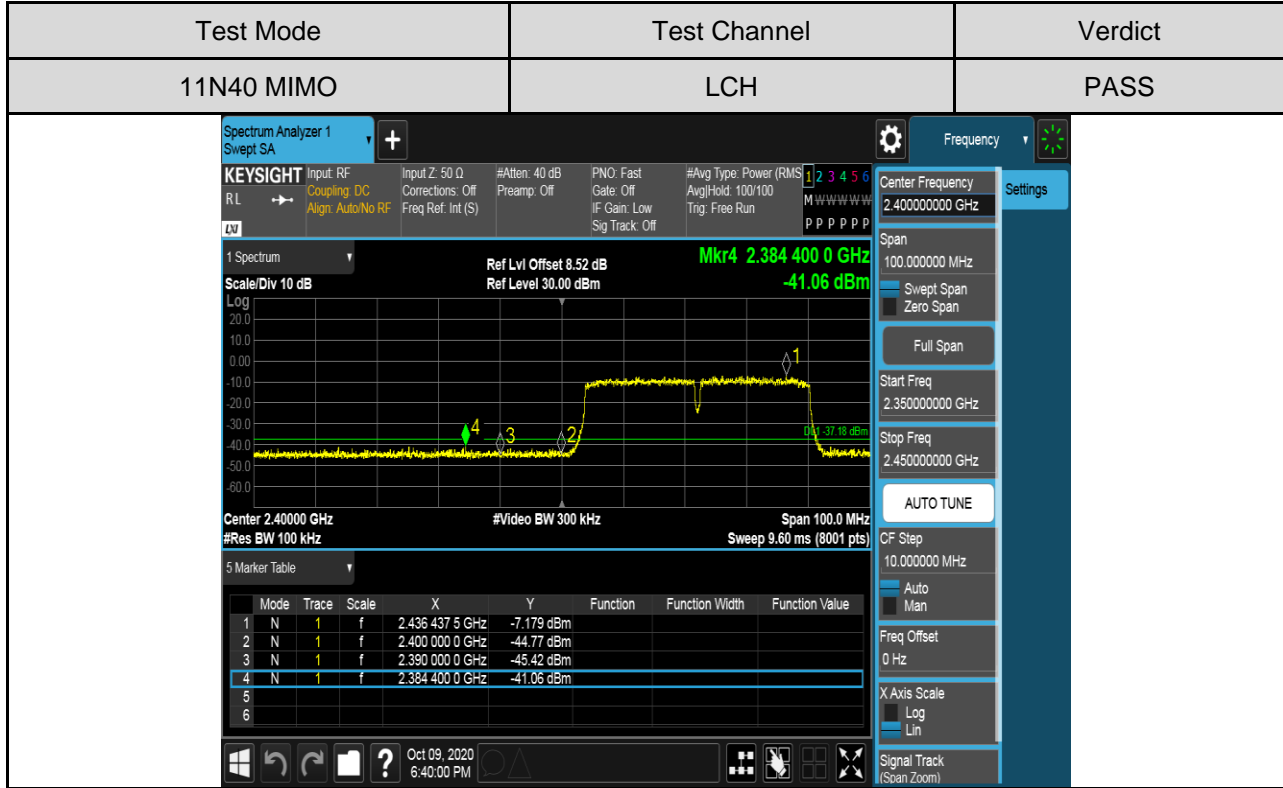 Test Mode Test Channel Verdict
11N40 MIMO LCH PASS
Spectrum Analyzer 1
Swept SA
+
Frequency
KEYSIGHT Input: RF Input Z: 50 Ω #Atten: 40 dB PNO: Fast #Avg Type: Power (RMS 1 2 3 4 5 6
RL Coupling: DC Corrections: Off Preamp: Off Gate: Off Avg|Hold: 100/100 M W W W W W
Align: Auto/No RF Freq Ref: Int (S) IF Gain: Low Trig: Free Run
LXI Sig Track: Off P P P P P P
1 Spectrum
Ref Lvl Offset 8.52 dB Mkr4 2.384 400 0 GHz
Scale/Div 10 dB Ref Level 30.00 dBm -41.06 dBm
Log
20.0
10.0
0.00
-10.0
-20.0
-30.0
-40.0
-50.0
-60.0
1
4 3 2
-37.18 dBm
Center 2.40000 GHz #Video BW 300 kHz Span 100.0 MHz
#Res BW 100 kHz Sweep 9.60 ms (8001 pts)
5 Marker Table
Mode Trace Scale X Y Function Function Width Function Value
1 N 1 f 2.436 437 5 GHz -7.179 dBm
2 N 1 f 2.400 000 0 GHz -44.77 dBm
3 N 1 f 2.390 000 0 GHz -45.42 dBm
4 N 1 f 2.384 400 0 GHz -41.06 dBm
5
6
?
Oct 09, 2020
6:40:00 PM
Settings
Center Frequency
2.400000000 GHz
Span
100.000000 MHz
Swept Span
Zero Span
Full Span
Start Freq
2.350000000 GHz
Stop Freq
2.450000000 GHz
AUTO TUNE
CF Step
10.000000 MHz
Auto
Man
Freq Offset
0 Hz
X Axis Scale
Log
Lin
Signal Track
(Span Zoom)